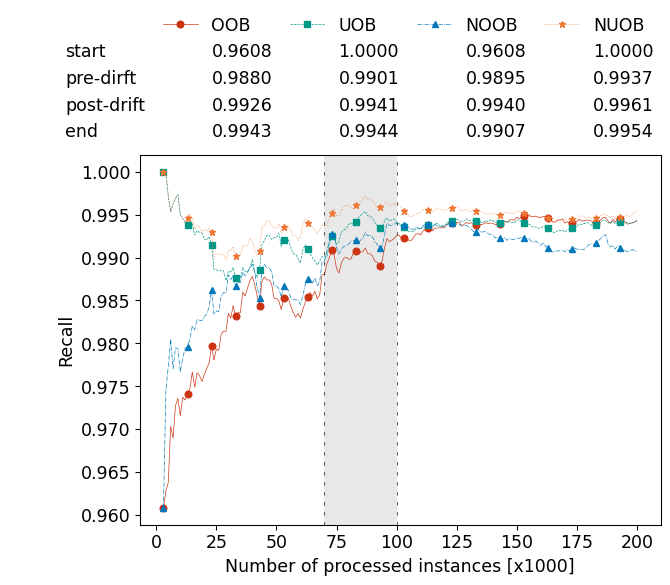 OOB UOB NOOB NUOB
start 0.9608 1.0000 0.9608 1.0000
pre-dirft 0.9880 0.9901 0.9895 0.9937
post-drift 0.9926 0.9941 0.9940 0.9961
end 0.9943 0.9944 0.9907 0.9954
1.000
0.995
0.990
0.985
0.980
0.975
0.970
0.965
0.960
Recall
0 25 50 75 100 125 150 175 200
Number of processed instances [x1000]